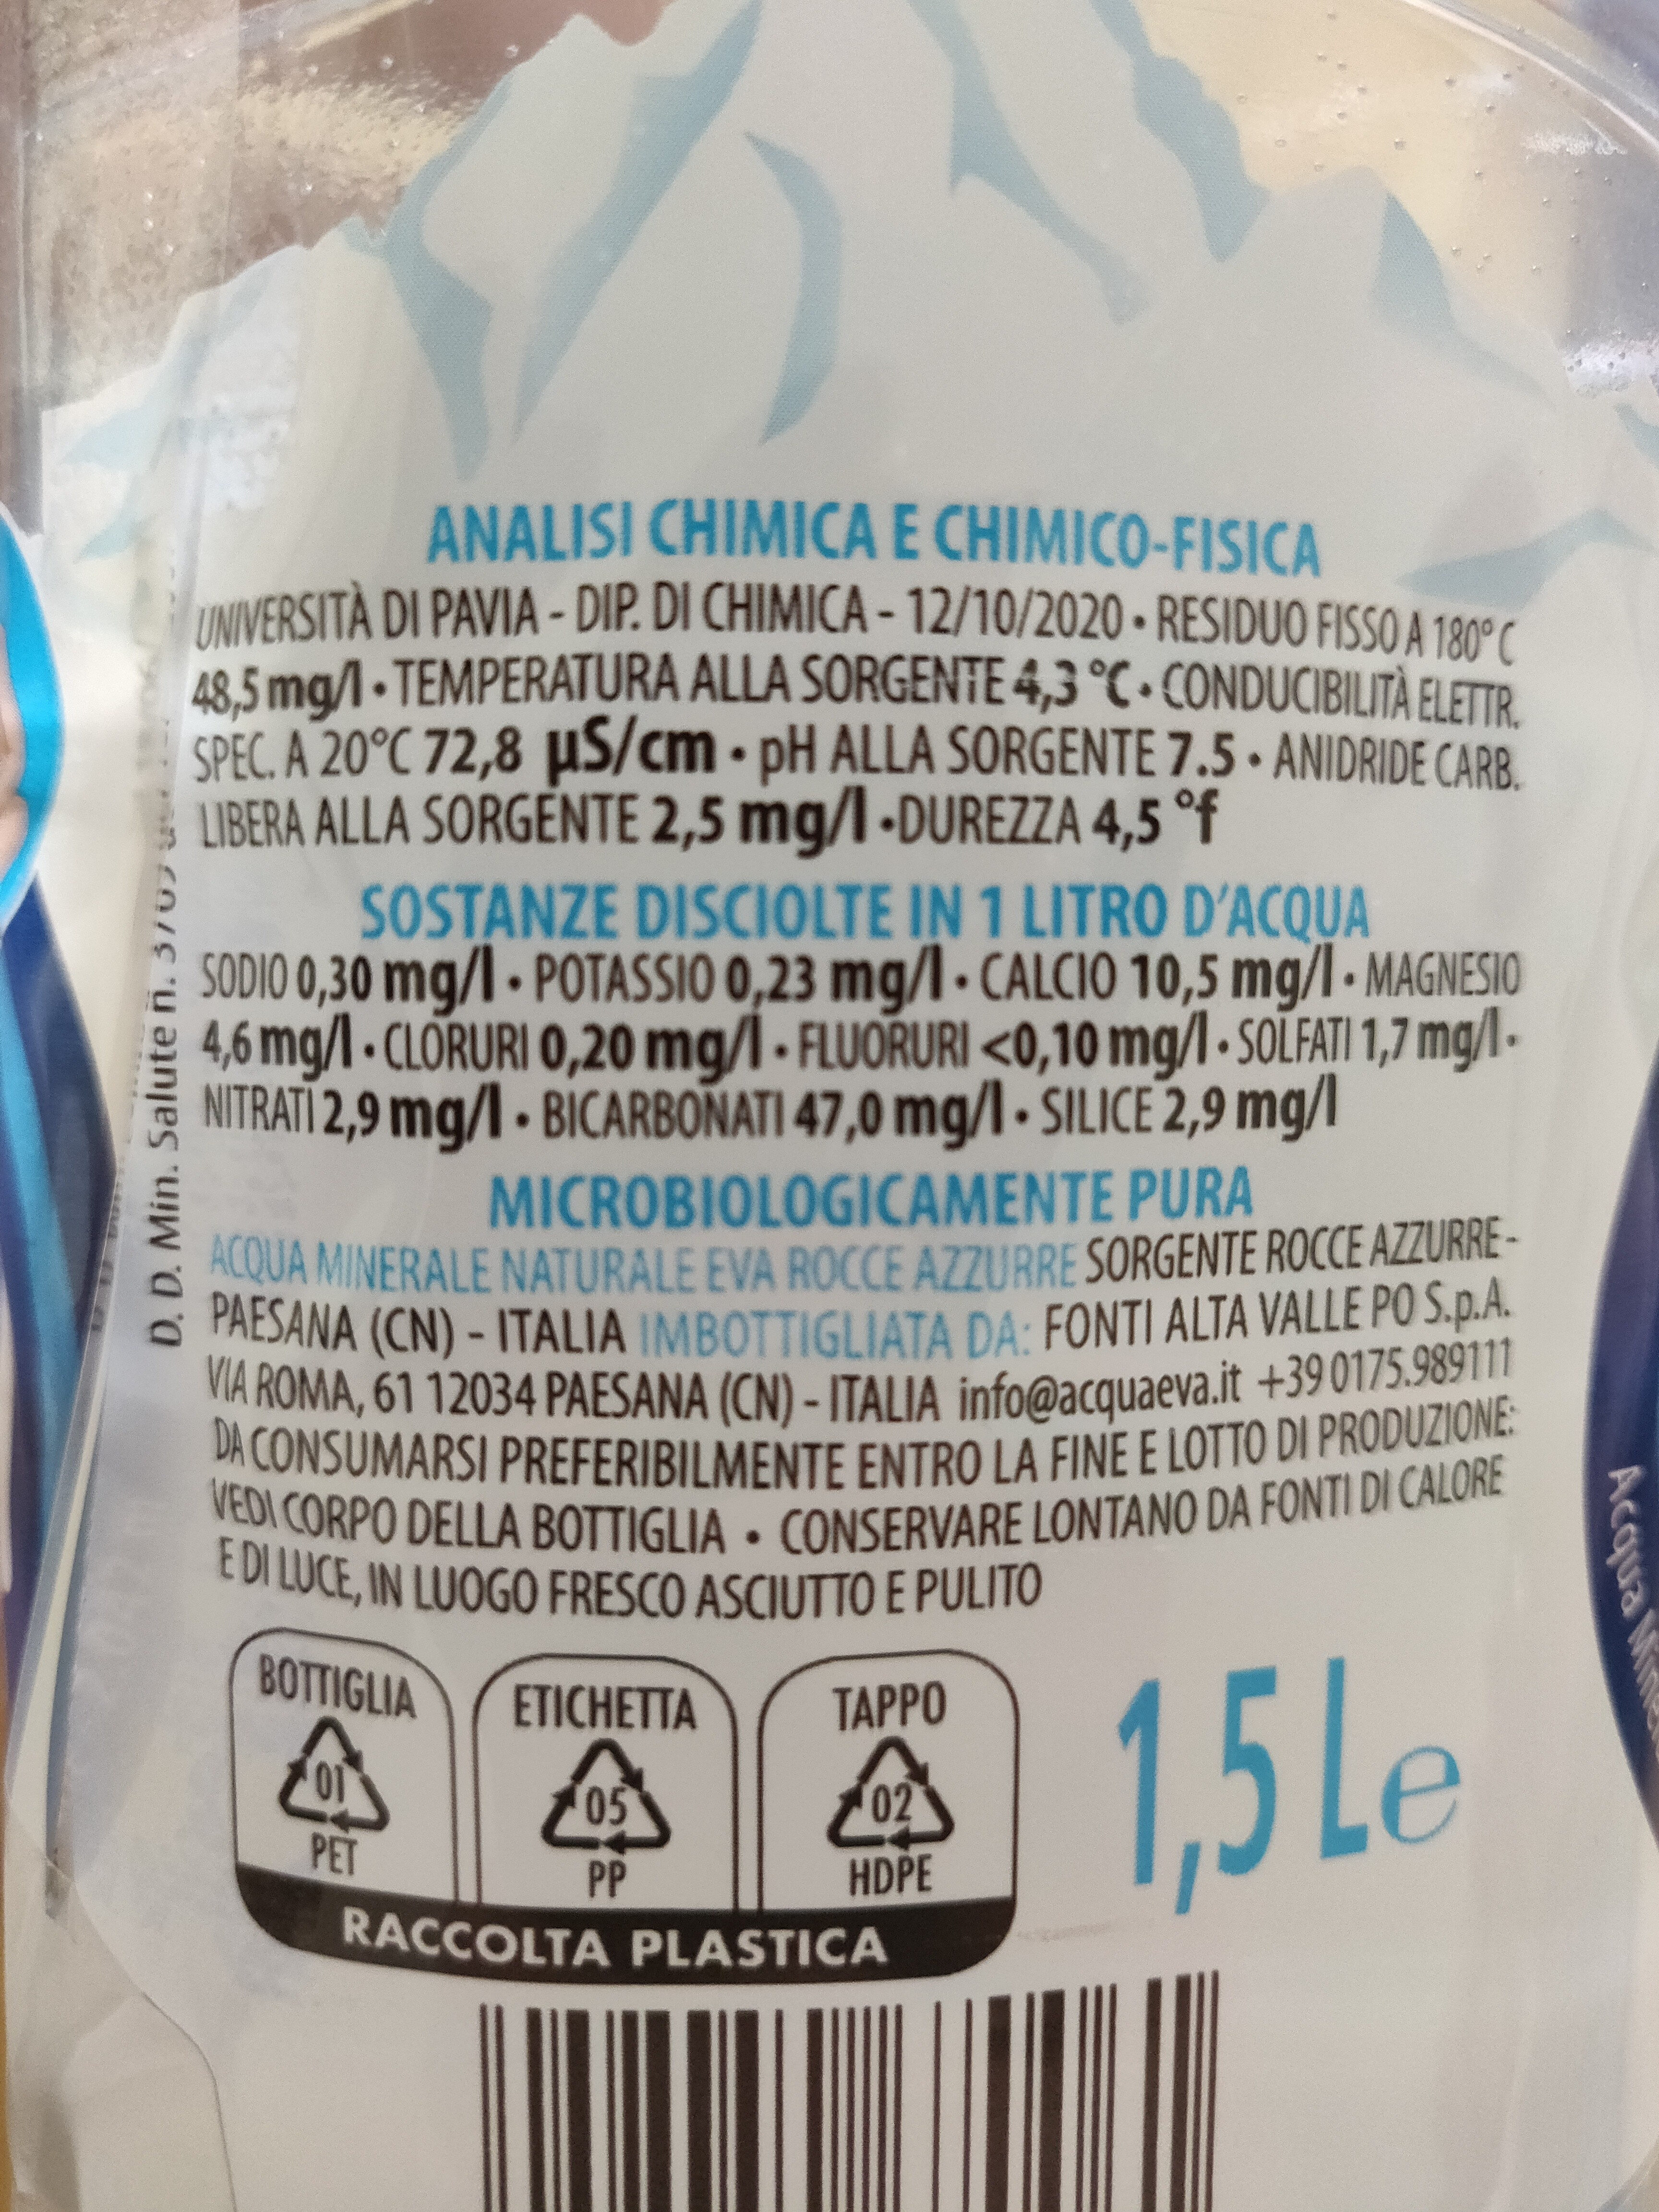 ANALISI CHIMICA E CHIMICO-FISICA
UNIVERSITÀ DI PAVIA - DIP. DI CHIMICA - 12/10/2020 • RESIDUO FISSO A 180°C
48,5 mg/l • TEMPERATURA ALLA SORGENTE 4,3 °C • CONDUCIBILITÀ ELETTR.
SPEC. A 20°C 72,8 µS/cm • pH ALLA SORGENTE 7.5 • ANIDRIDE CARB.
LIBERA ALLA SORGENTE 2,5 mg/l •DUREZZA 4,5 °f
SOSTANZE DISCIOLTE IN 1 LITRO D'ACQUA
SODIO 0,30 mg/l • POTASSIO 0,23 mg/l • CALCIO 10,5 mg/l • MAGNESIO
4,6 mg/l • CLORURI 0,20 mg/l • FLUORURI <0,10 mg/l • SOLFATI 1,7 mg/l •
NITRATI 2,9 mg/l • BICARBONATI 47,0 mg/l • SILICE 2,9 mg/l
MICROBIOLOGICAMENTE PURA
ACQUA MINERALE NATURALE EVA ROCCE AZZURRE SORGENTE ROCCE AZZURRE -
PAESANA (CN) - ITALIA IMBOTTIGLIATA DA: FONTI ALTA VALLE PO S.p.A.
VIA ROMA, 61 12034 PAESANA (CN) - ITALIA info@acquaeva.it +39 0175.989111
DA CONSUMARSI PREFERIBILMENTE ENTRO LA FINE E LOTTO DI PRODUZIONE:
VEDI CORPO DELLA BOTTIGLIA • CONSERVARE LONTANO DA FONTI DI CALORE
E DI LUCE, IN LUOGO FRESCO ASCIUTTO E PULITO
BOTTIGLIA
01
PET
ETICHETTA
05
PP
TAPPO
02
HDPE
RACCOLTA PLASTICA
1,5 L e
D. D. Min. Salute n.
Acqua